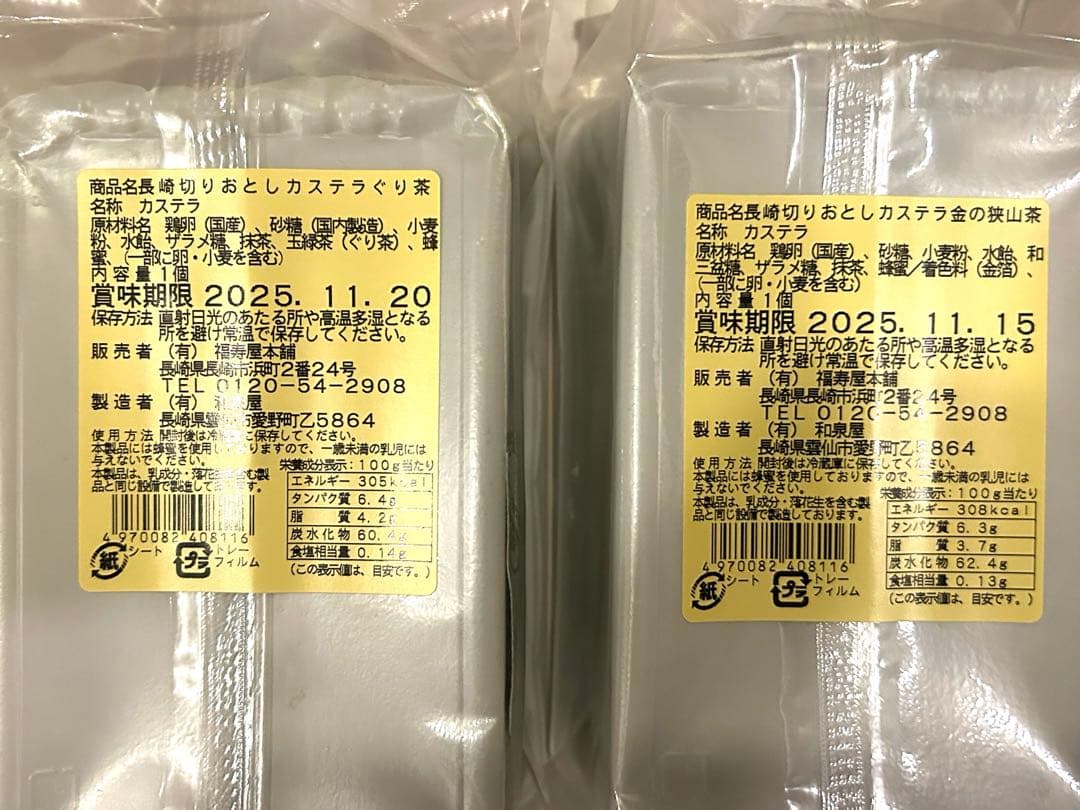 商品名長崎切りおとしカステラぐり茶
名称 カステラ
原材料名 鶏卵（国産）、砂糖（国内製造）、小麦
粉、水飴、ザラメ糖、抹茶、玉緑茶（ぐり茶）、蜂
蜜、（一部に卵・小麦を含む）
内容量1個
賞味期限 2025. 11. 20
保存方法 直射日光のあたる所や高温多湿となる
所を避け常温で保存してください。
販売者 （有） 福寿屋本舗
長崎県長崎市浜町2番24号
TEL 0120-54-2908
製造者 （有） 和泉屋
長崎県雲仙市愛野町乙5864
使用方法 開封後は冷蔵庫に保存してください。
本製品には蜂蜜を使用しておりますので、一歳未満の乳児には
与えないでください。
栄養成分表示：100g当たり
本製品は、乳成分・落花生を含む製
品と同じ設備で製造しております。
エネルギー 305kcal
タンパク質 6.4g
脂質 4.2g
炭水化物 60.4g
食塩相当量 0.14g
（この表示値は、目安です。）
4970082408116
紙 シート
プラ トレー
フィルム
商品名長崎切りおとしカステラ金の狭山茶
名称 カステラ
原材料名 鶏卵（国産）、砂糖、小麦粉、水飴、和
三盆糖、ザラメ糖、抹茶、蜂蜜／着色料（金箔）、
（一部に卵・小麦を含む）
内容量1個
賞味期限 2025. 11. 15
保存方法 直射日光のあたる所や高温多湿となる
所を避け常温で保存してください。
販売者 （有） 福寿屋本舗
長崎県長崎市浜町2番24号
TEL 0120-54-2908
製造者 （有） 和泉屋
長崎県雲仙市愛野町乙5864
使用方法 開封後は冷蔵庫に保存してください。
本製品には蜂蜜を使用しておりますので、一歳未満の乳児には
与えないでください。
栄養成分表示：100g当たり
本製品は、乳成分・落花生を含む製
品と同じ設備で製造しております。
エネルギー 308kcal
タンパク質 6.3g
脂質 3.7g
炭水化物 62.4g
食塩相当量 0.13g
（この表示値は、目安です。）
4970082408116
紙 シート
プラ トレー
フィルム